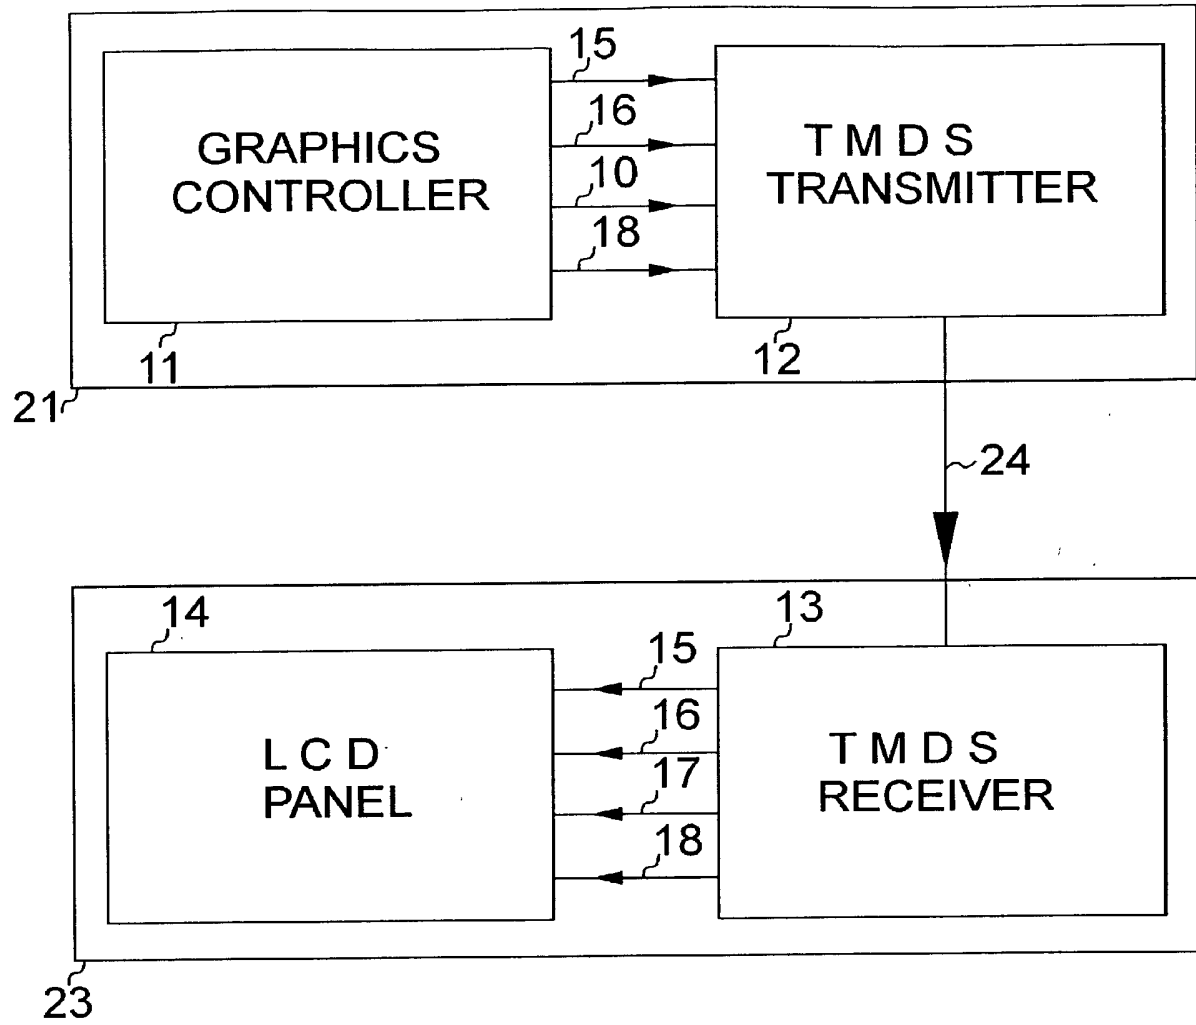 15
16
10
18
GRAPHICS
CONTROLLER
T M D S
TRANSMITTER
11
12
21
24
14
13
15
16
17
18
L C D
PANEL
T M D S
RECEIVER
23